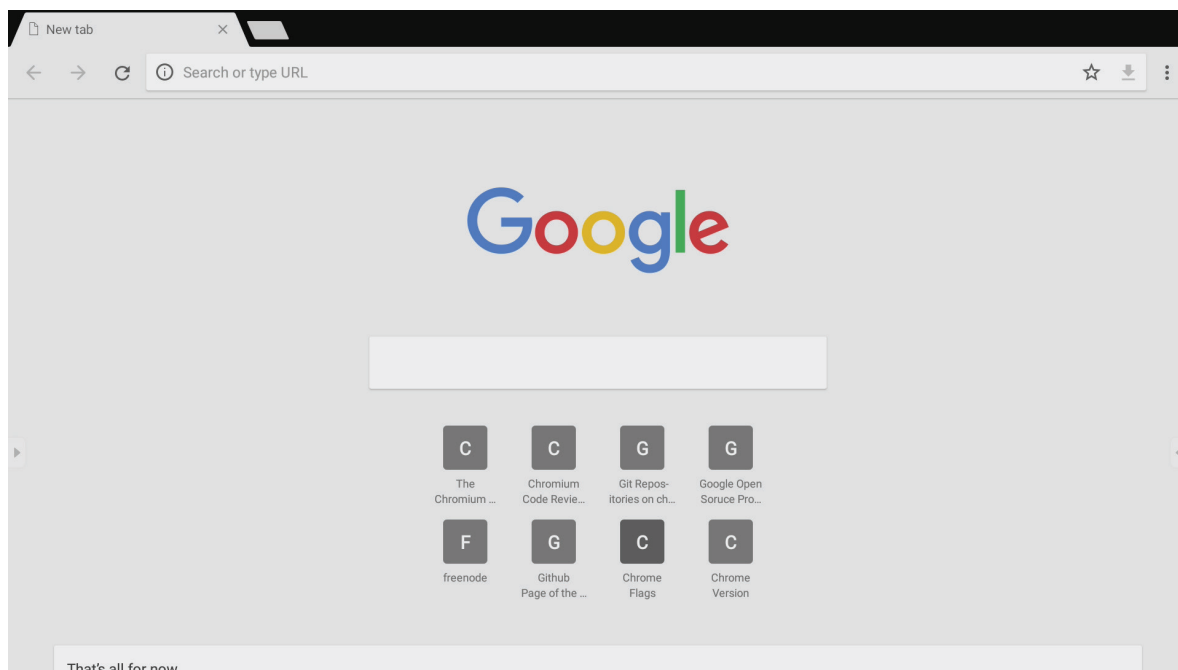 New tab
Search or type URL
Google
C C G G
The Chromium Git Repos- Google Open
Chromium ... Code Revie... itories on ch... Soruce Pro...
F G C C
freenode Github Chrome Chrome
Page of the ... Flags Version
That's all for now